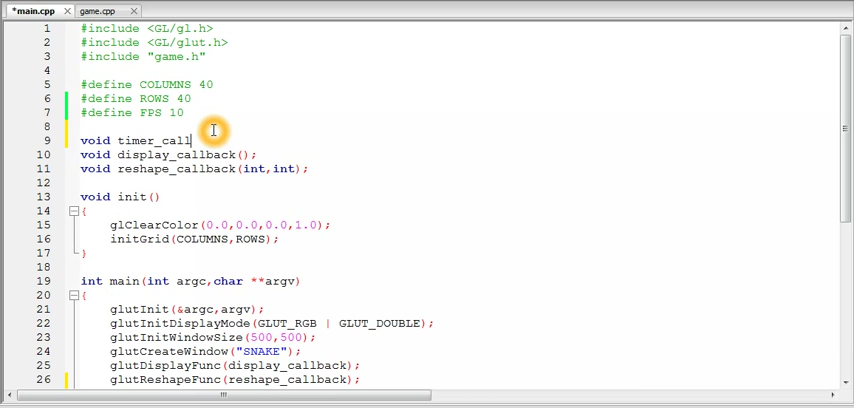 *main.cpp game.cpp
1 #include <GL/gl.h>
2 #include <GL/glut.h>
3 #include "game.h"
4
5 #define COLUMNS 40
6 #define ROWS 40
7 #define FPS 10
8
9 void timer_call
10 void display_callback();
11 void reshape_callback(int,int);
12
13 void init()
14 {
15 glClearColor(0.0,0.0,0.0,1.0);
16 initGrid(COLUMNS,ROWS);
17 }
18
19 int main(int argc,char **argv)
20 {
21 glutInit(&argc,argv);
22 glutInitDisplayMode(GLUT_RGB | GLUT_DOUBLE);
23 glutInitWindowSize(500,500);
24 glutCreateWindow("SNAKE");
25 glutDisplayFunc(display_callback);
26 glutReshapeFunc(reshape_callback);